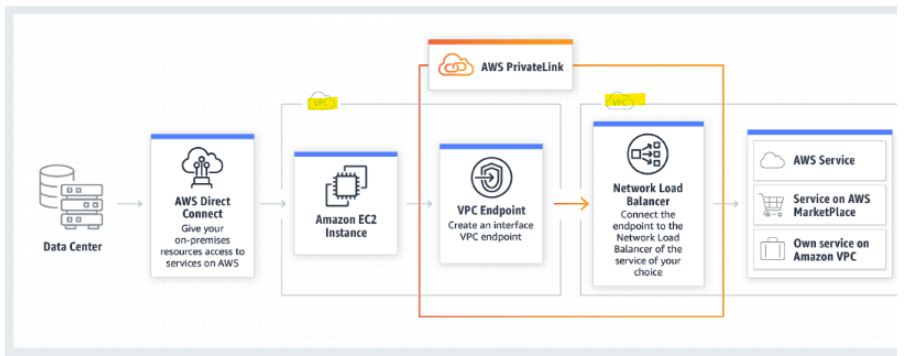 AWS PrivateLink
VPC
VPC
Data Center
AWS Direct
Connect
Give your
on-premises
resources access to
services on AWS
Amazon EC2
Instance
VPC Endpoint
Create an interface
VPC endpoint
Network Load
Balancer
Connect the
endpoint to the
Network Load
Balancer of the
service of your
choice
AWS Service
Service on AWS
MarketPlace
Own service on
Amazon VPC